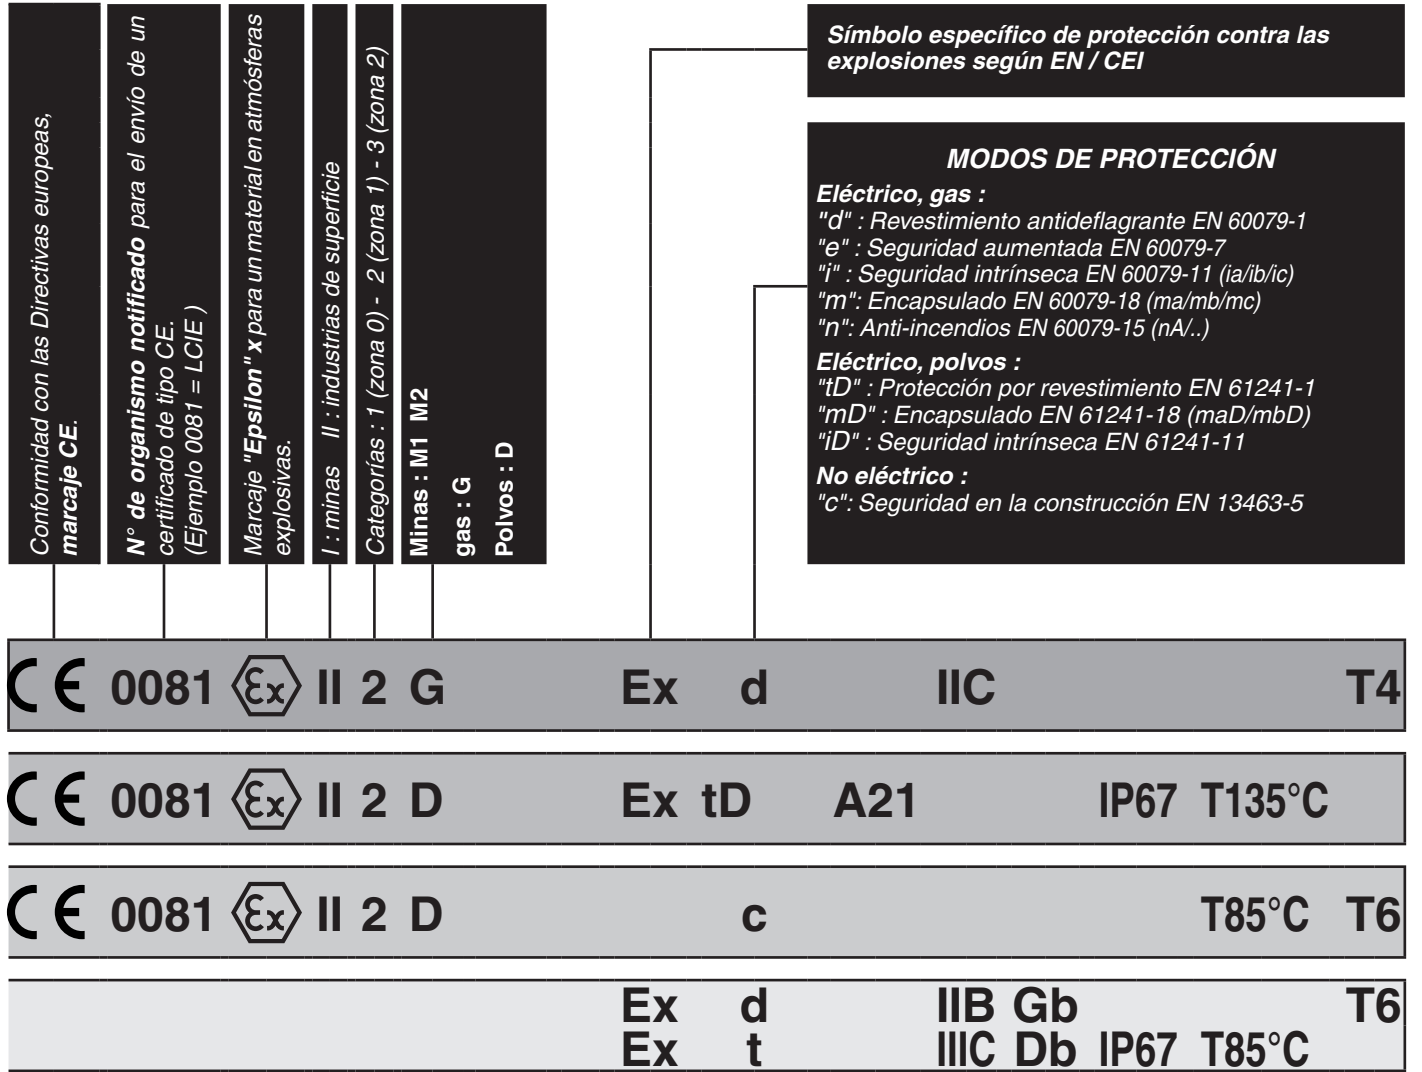 Conformidad con las Directivas europeas,
marcaje CE.
N° de organismo notificado para el envío de un
certificado de tipo CE.
(Ejemplo 0081 = LCIE )
Marcaje "Epsilon" x para un material en atmósferas
explosivas.
I : minas II : industrias de superficie
Categorías : 1 (zona 0) - 2 (zona 1) - 3 (zona 2)
Minas : M1 M2
gas : G
Polvos : D
Símbolo específico de protección contra las
explosiones según EN / CEI
MODOS DE PROTECCIÓN
Eléctrico, gas :
"d" : Revestimiento antideflagrante EN 60079-1
"e" : Seguridad aumentada EN 60079-7
"i" : Seguridad intrínseca EN 60079-11 (ia/ib/ic)
"m": Encapsulado EN 60079-18 (ma/mb/mc)
"n": Anti-incendios EN 60079-15 (nA/..)
Eléctrico, polvos :
"tD" : Protección por revestimiento EN 61241-1
"mD" : Encapsulado EN 61241-18 (maD/mbD)
"iD" : Seguridad intrínseca EN 61241-11
No eléctrico :
"c": Seguridad en la construcción EN 13463-5
CE 0081 Ex II 2 G Ex d IIC T4
CE 0081 Ex II 2 D Ex tD A21 IP67 T135°C
CE 0081 Ex II 2 D c T85°C T6
Ex d IIB Gb T6
Ex t IIIC Db IP67 T85°C